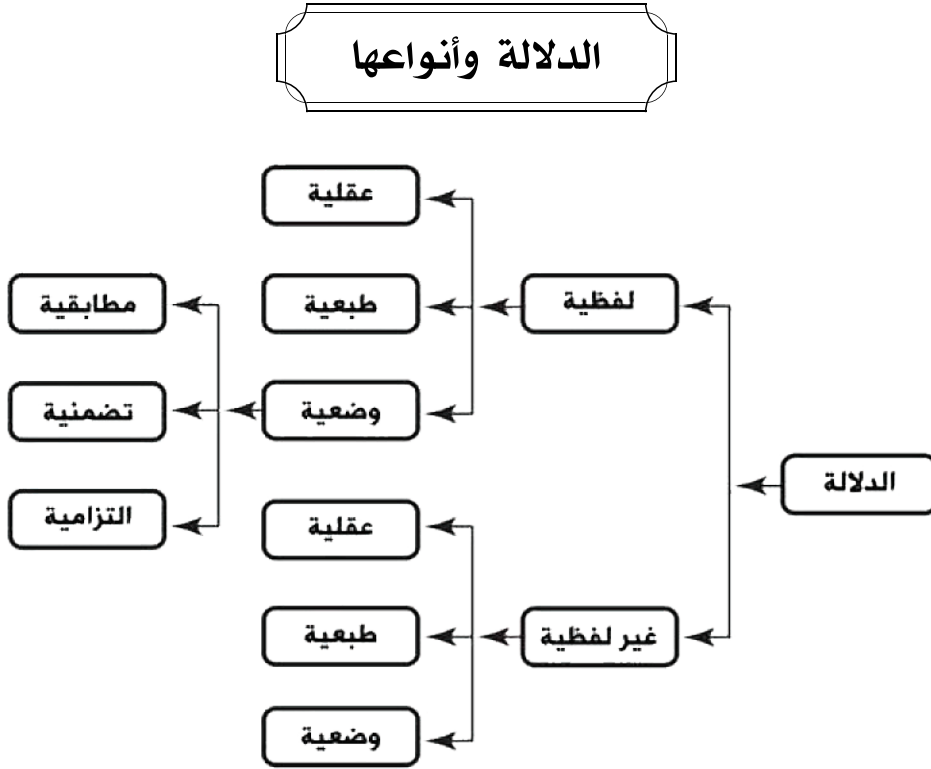 الدلالة وأنواعها
الدلالة
لفظية
عقلية
طبعية
وضعية
مطابقية
تضمنية
التزامية
غير لفظية
عقلية
طبعية
وضعية